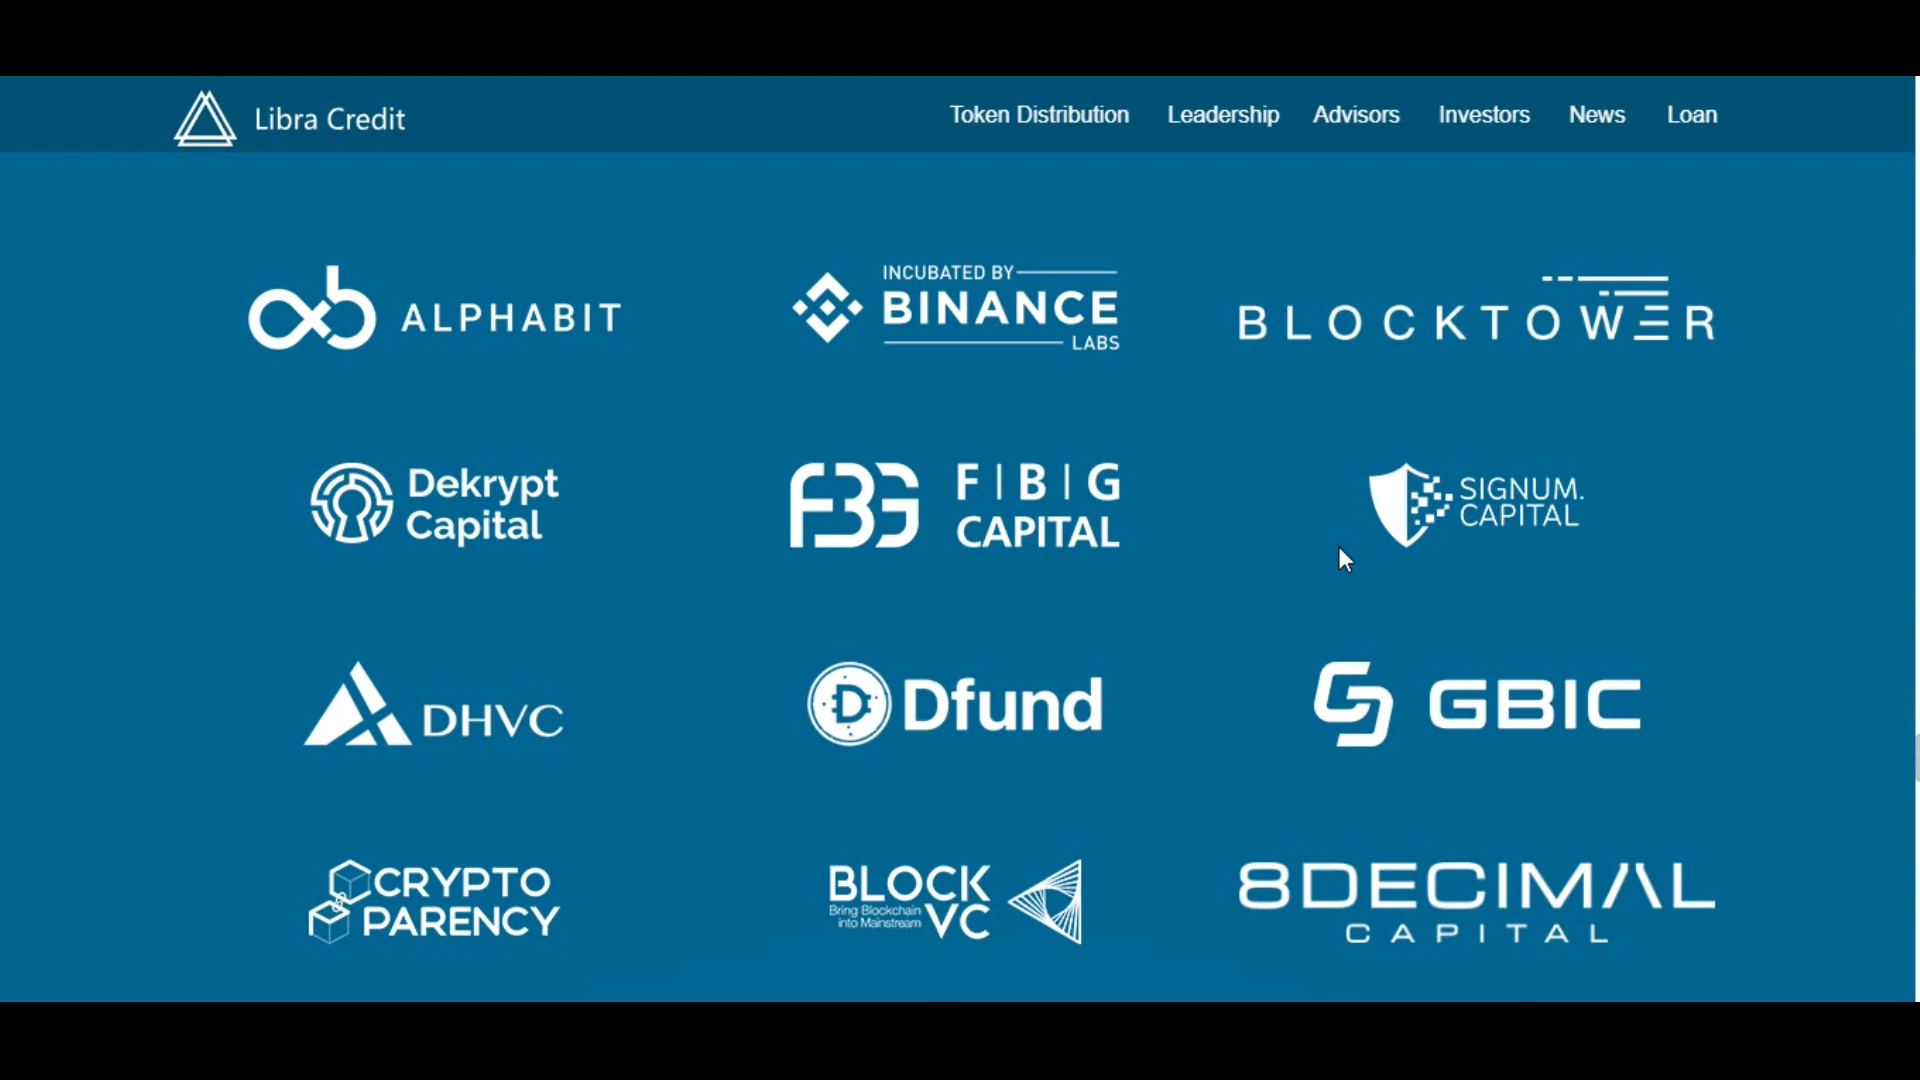 Libra Credit
Token Distribution Leadership Advisors Investors News Loan
ALPHABIT
INCUBATED BY
BINANCE
LABS
BLOCKTOWER
Dekrypt
Capital
F|B|G
CAPITAL
SIGNUM.
CAPITAL
DHVC
Dfund
GBIC
CRYPTO
PARENCY
BLOCK
Bring Blockchain
into Mainstream
VC
8DECIMAL
CAPITAL